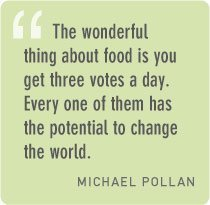 “ The wonderful
thing about food is you
get three votes a day.
Every one of them has
the potential to change
the world.
MICHAEL POLLAN